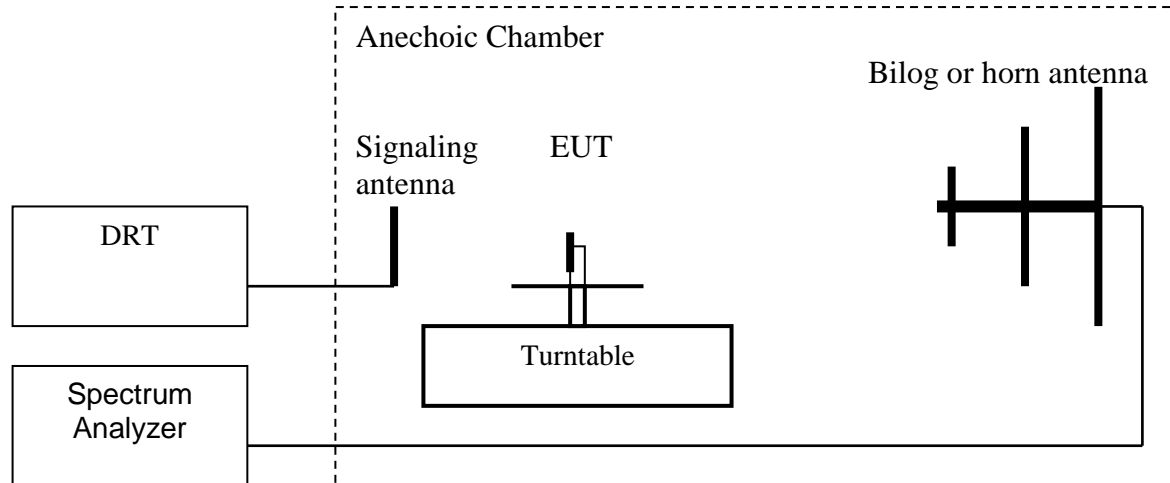 Anechoic Chamber
Bilog or horn antenna
Signaling
antenna
EUT
DRT
Turntable
Spectrum
Analyzer